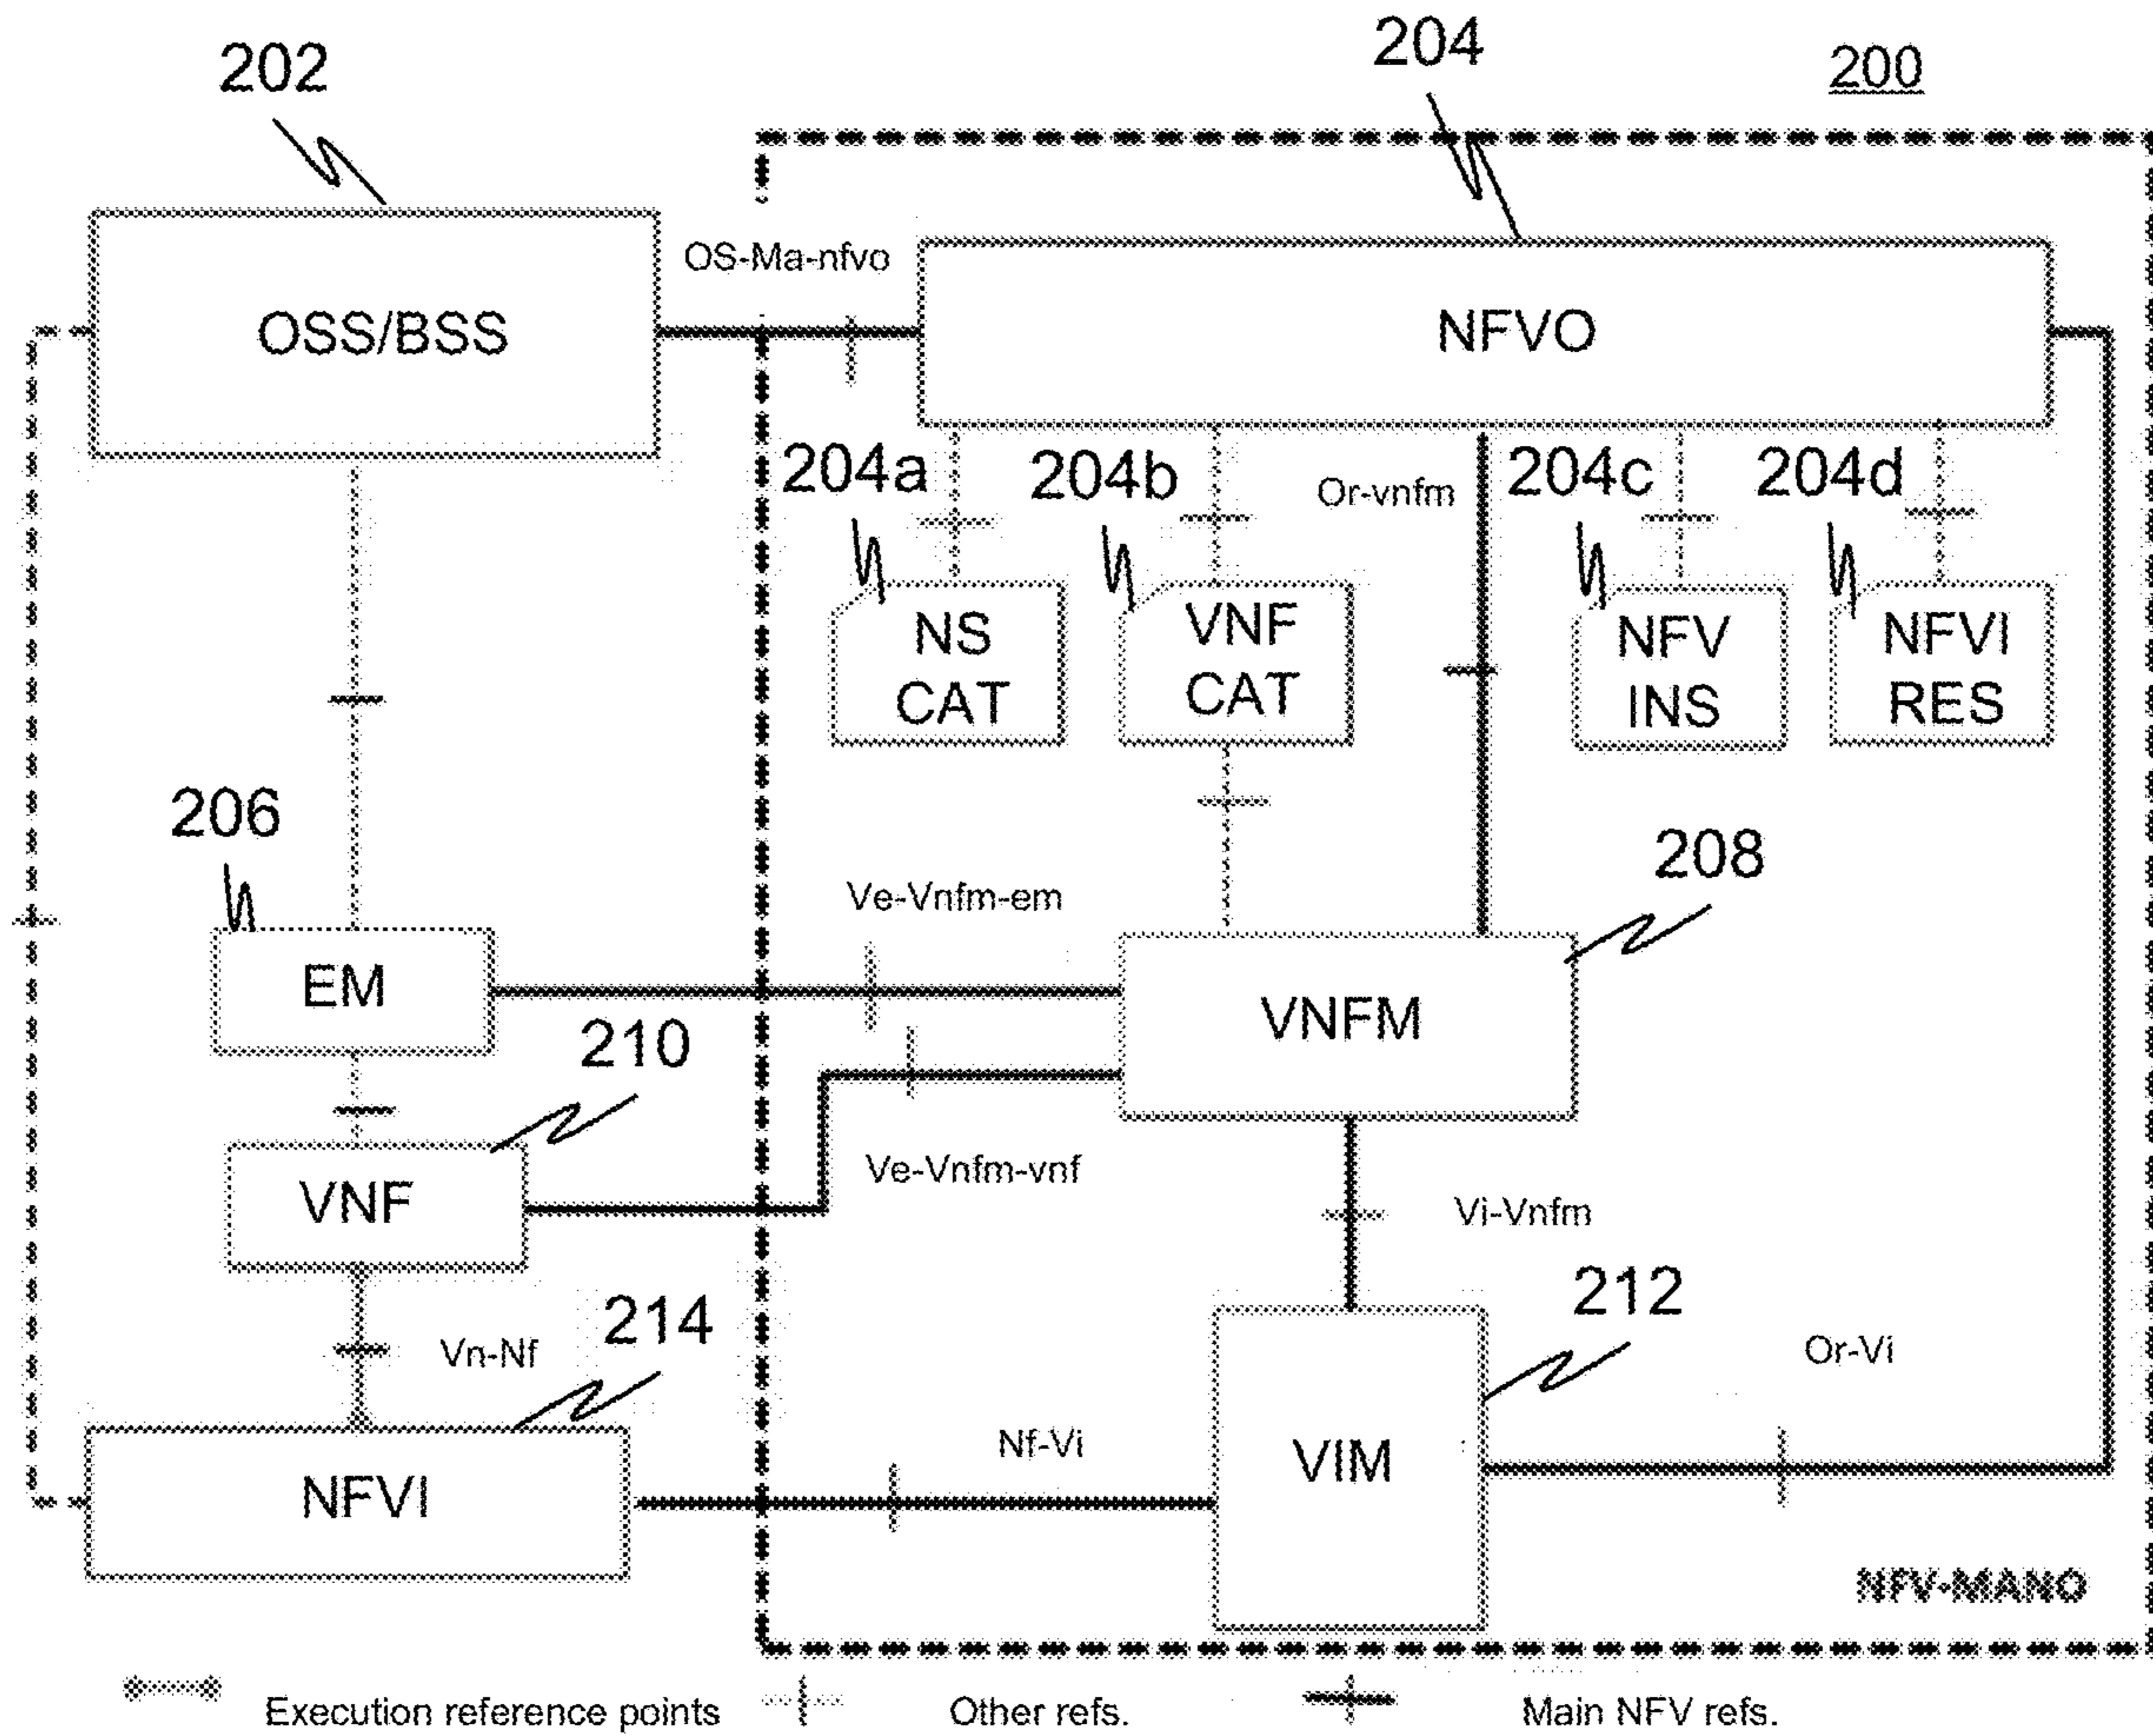 202
204
200
OS-Ma-nfvo
OSS/BSS
NFVO
204a
204b
Or-vnfm
204c
204d
NS
CAT
VNF
CAT
NFV
INS
NFVI
RES
206
208
Ve-Vnfm-em
EM
VNFM
210
Ve-Vnfm-vnf
VNF
Vi-Vnfm
212
214
Vn-Nf
Or-Vi
Nf-Vi
VIM
NFVI
NFV-MANO
Execution reference points
Other refs.
Main NFV refs.